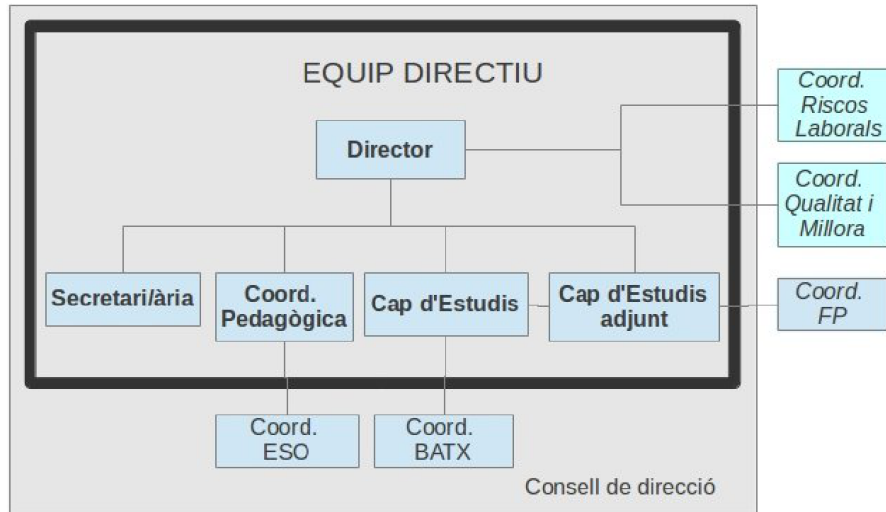 EQUIP DIRECTIU
Director
Coord.
Riscos
Laborals
Coord.
Qualitat i
Millora
Secretari/ària
Coord.
Pedagògica
Cap d'Estudis
Cap d'Estudis
adjunt
Coord.
FP
Coord.
ESO
Coord.
BATX
Consell de direcció